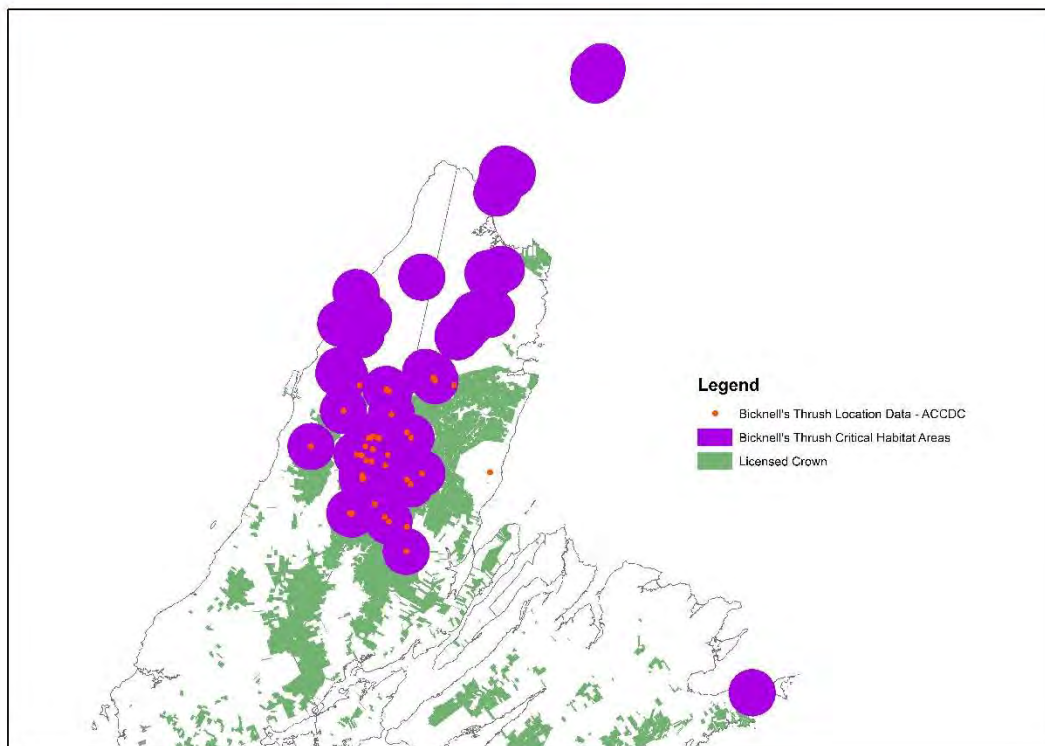 Legend
Bicknell's Thrush Location Data - ACCDC
Bicknell's Thrush Critical Habitat Areas
Licensed Crown